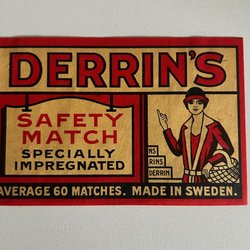 DERRIN'S
SAFETY
MATCH
SPECIALLY
IMPREGNATED
NS
RINS
DERRIN
AVERAGE 60 MATCHES. MADE IN SWEDEN.